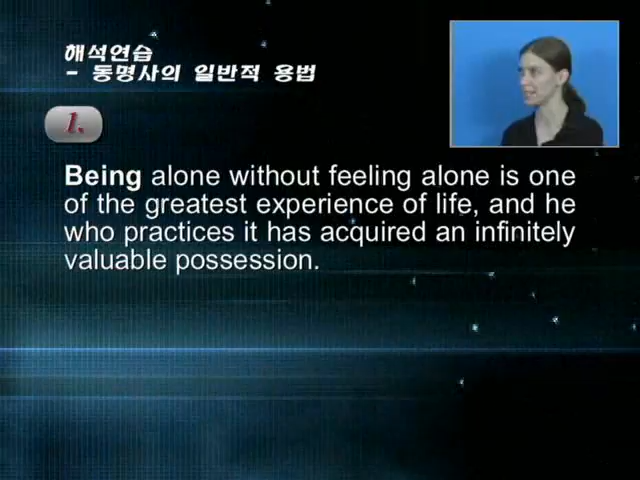 해석연습
- 동명사의 일반적 용법
1.
Being alone without feeling alone is one
of the greatest experience of life, and he
who practices it has acquired an infinitely
valuable possession.